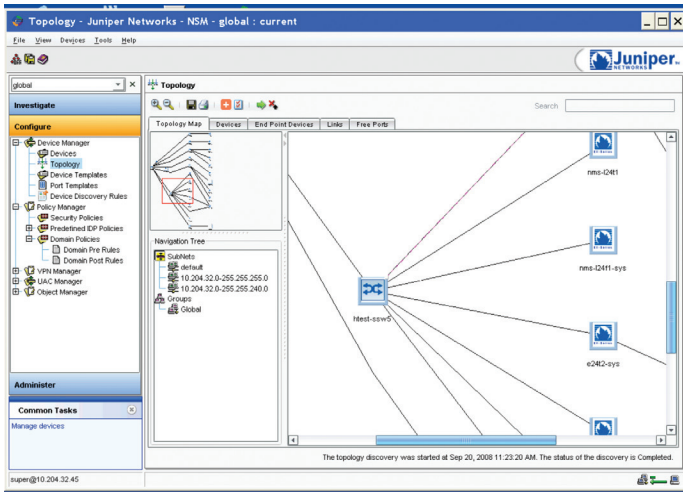 Topology - Juniper Networks - NSM - global : current
File View Devices Tools Help
Juniper
NETWORKS
global
Investigate
Configure
Device Manager
Devices
Topology
Device Templates
Port Templates
Device Discovery Rules
Policy Manager
Security Policies
Predefined IDP Policies
Domain Policies
Domain Pre Rules
Domain Post Rules
VPN Manager
UAC Manager
Object Manager
Administer
Common Tasks
Manage devices
Topology
Search
Topology Map Devices End Point Devices Links Free Ports
Navigation Tree
SubNets
default
10.204.32.0-255.255.255.0
10.204.32.0-255.255.240.0
Groups
Global
nms-l24t1
nms-l24f1-sys
htest-ssw5
e24t2-sys
The topology discovery was started at Sep 20, 2008 11:23:20 AM. The status of the discovery is Completed.
super@10.204.32.45